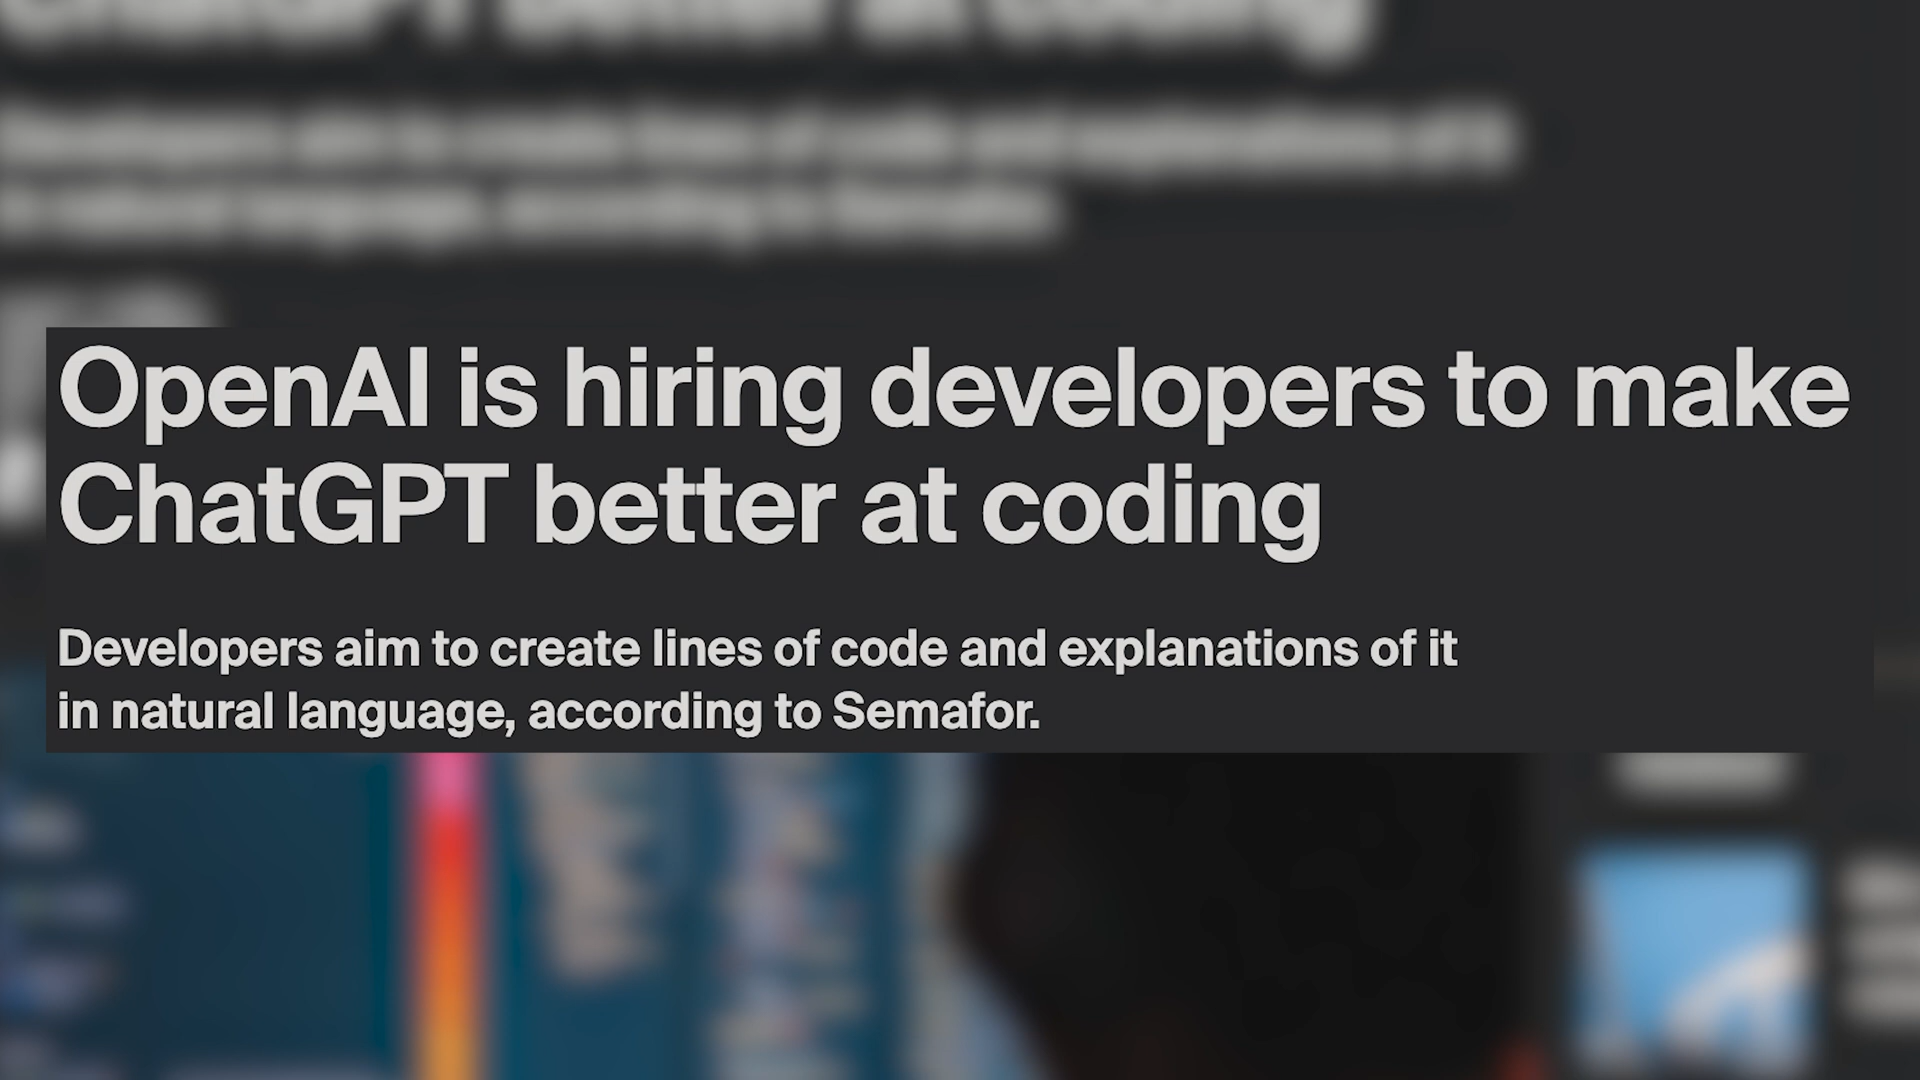 OpenAI is hiring developers to make
ChatGPT better at coding
Developers aim to create lines of code and explanations of it
in natural language, according to Semafor.